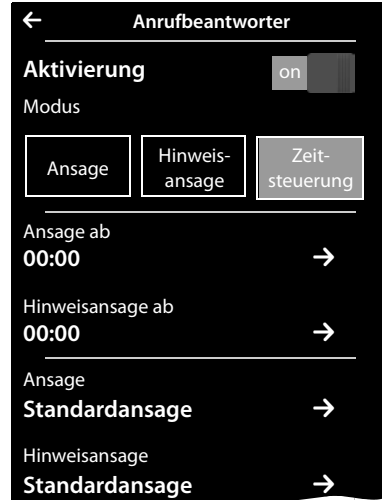 Anrufbeantworter
Aktivierung on
Modus
Ansage
Hinweis-
ansage
Zeit-
steuerung
Ansage ab
00:00
Hinweisansage ab
00:00
Ansage
Standardansage
Hinweisansage
Standardansage